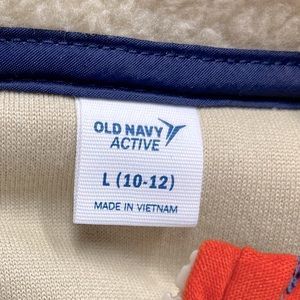 OLD NAVY
ACTIVE
L (10-12)
MADE IN VIETNAM